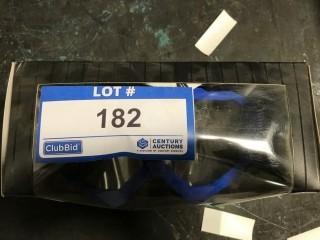 LOT #
182
ClubBid
CENTURY
AUCTIONS